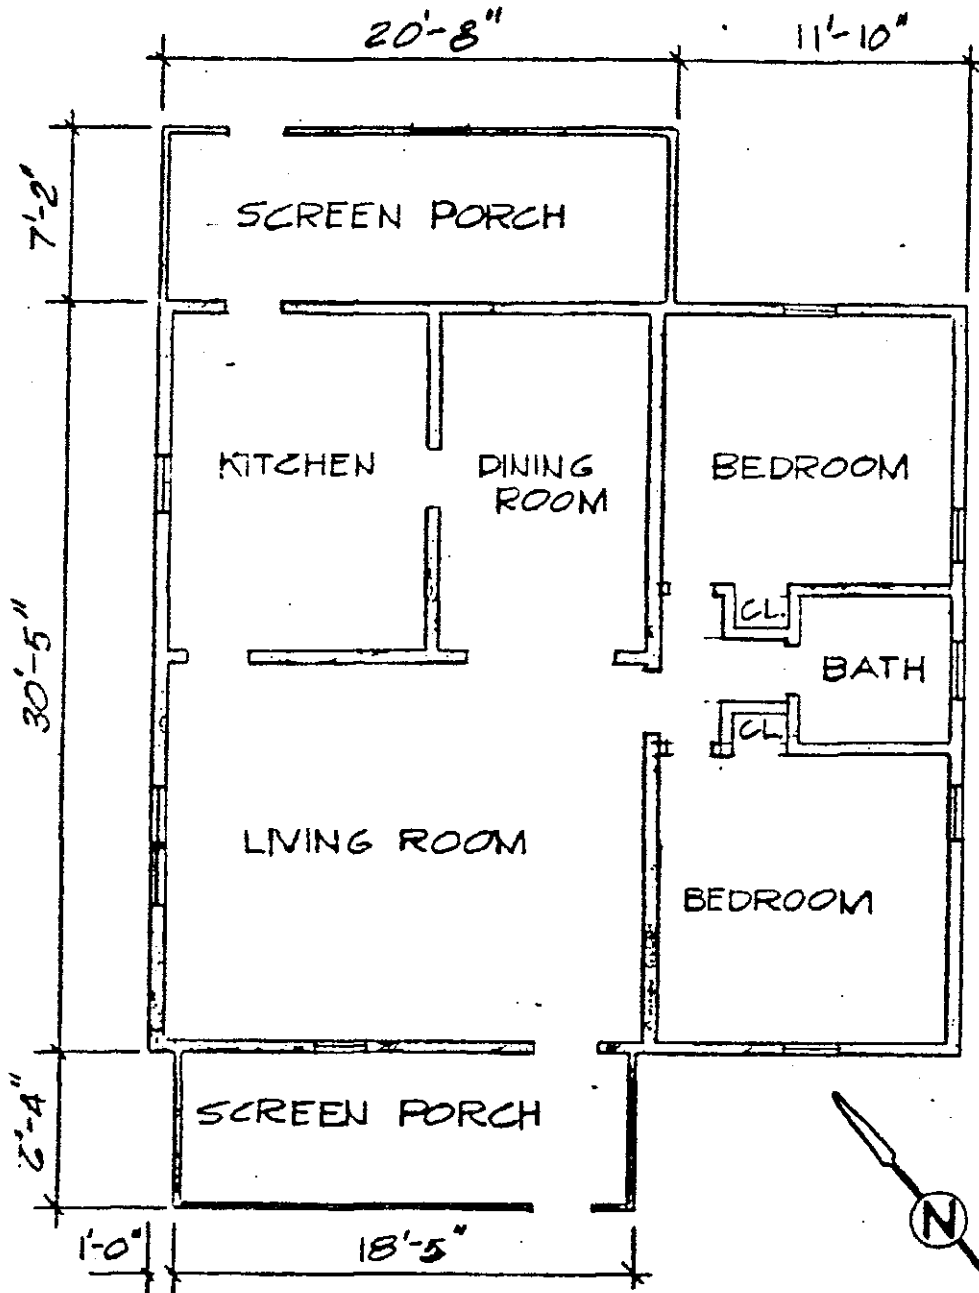 20'-8"
11'-10"
7'-2"
SCREEN PORCH
KITCHEN
DINING
ROOM
BEDROOM
CL.
30'-5"
BATH
CL
LIVING ROOM
BEDROOM
6'-4"
SCREEN PORCH
N
1'-0"
18'-5"